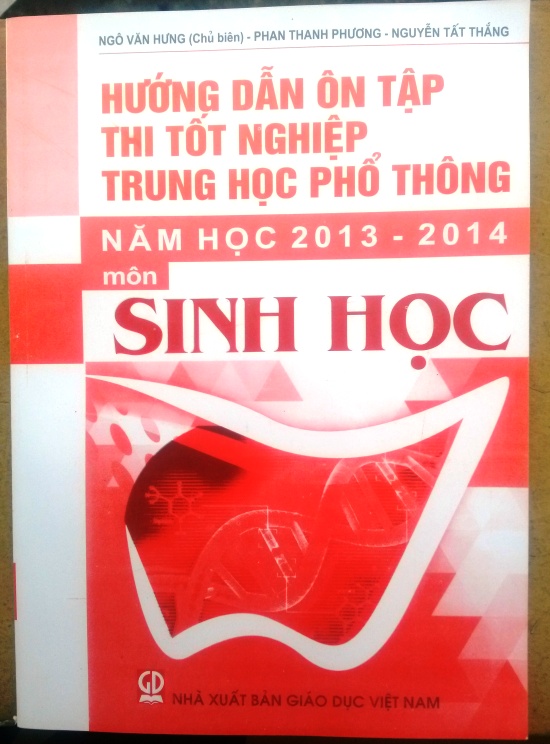 NGÔ VĂN HƯNG (Chủ biên) - PHAN THANH PHƯƠNG - NGUYỄN TẤT THẮNG
HƯỚNG DẪN ÔN TẬP
THI TỐT NGHIỆP
TRUNG HỌC PHỔ THÔNG
NĂM HỌC 2013 - 2014
môn
SINH HỌC
GD
NHÀ XUẤT BẢN GIÁO DỤC VIỆT NAM